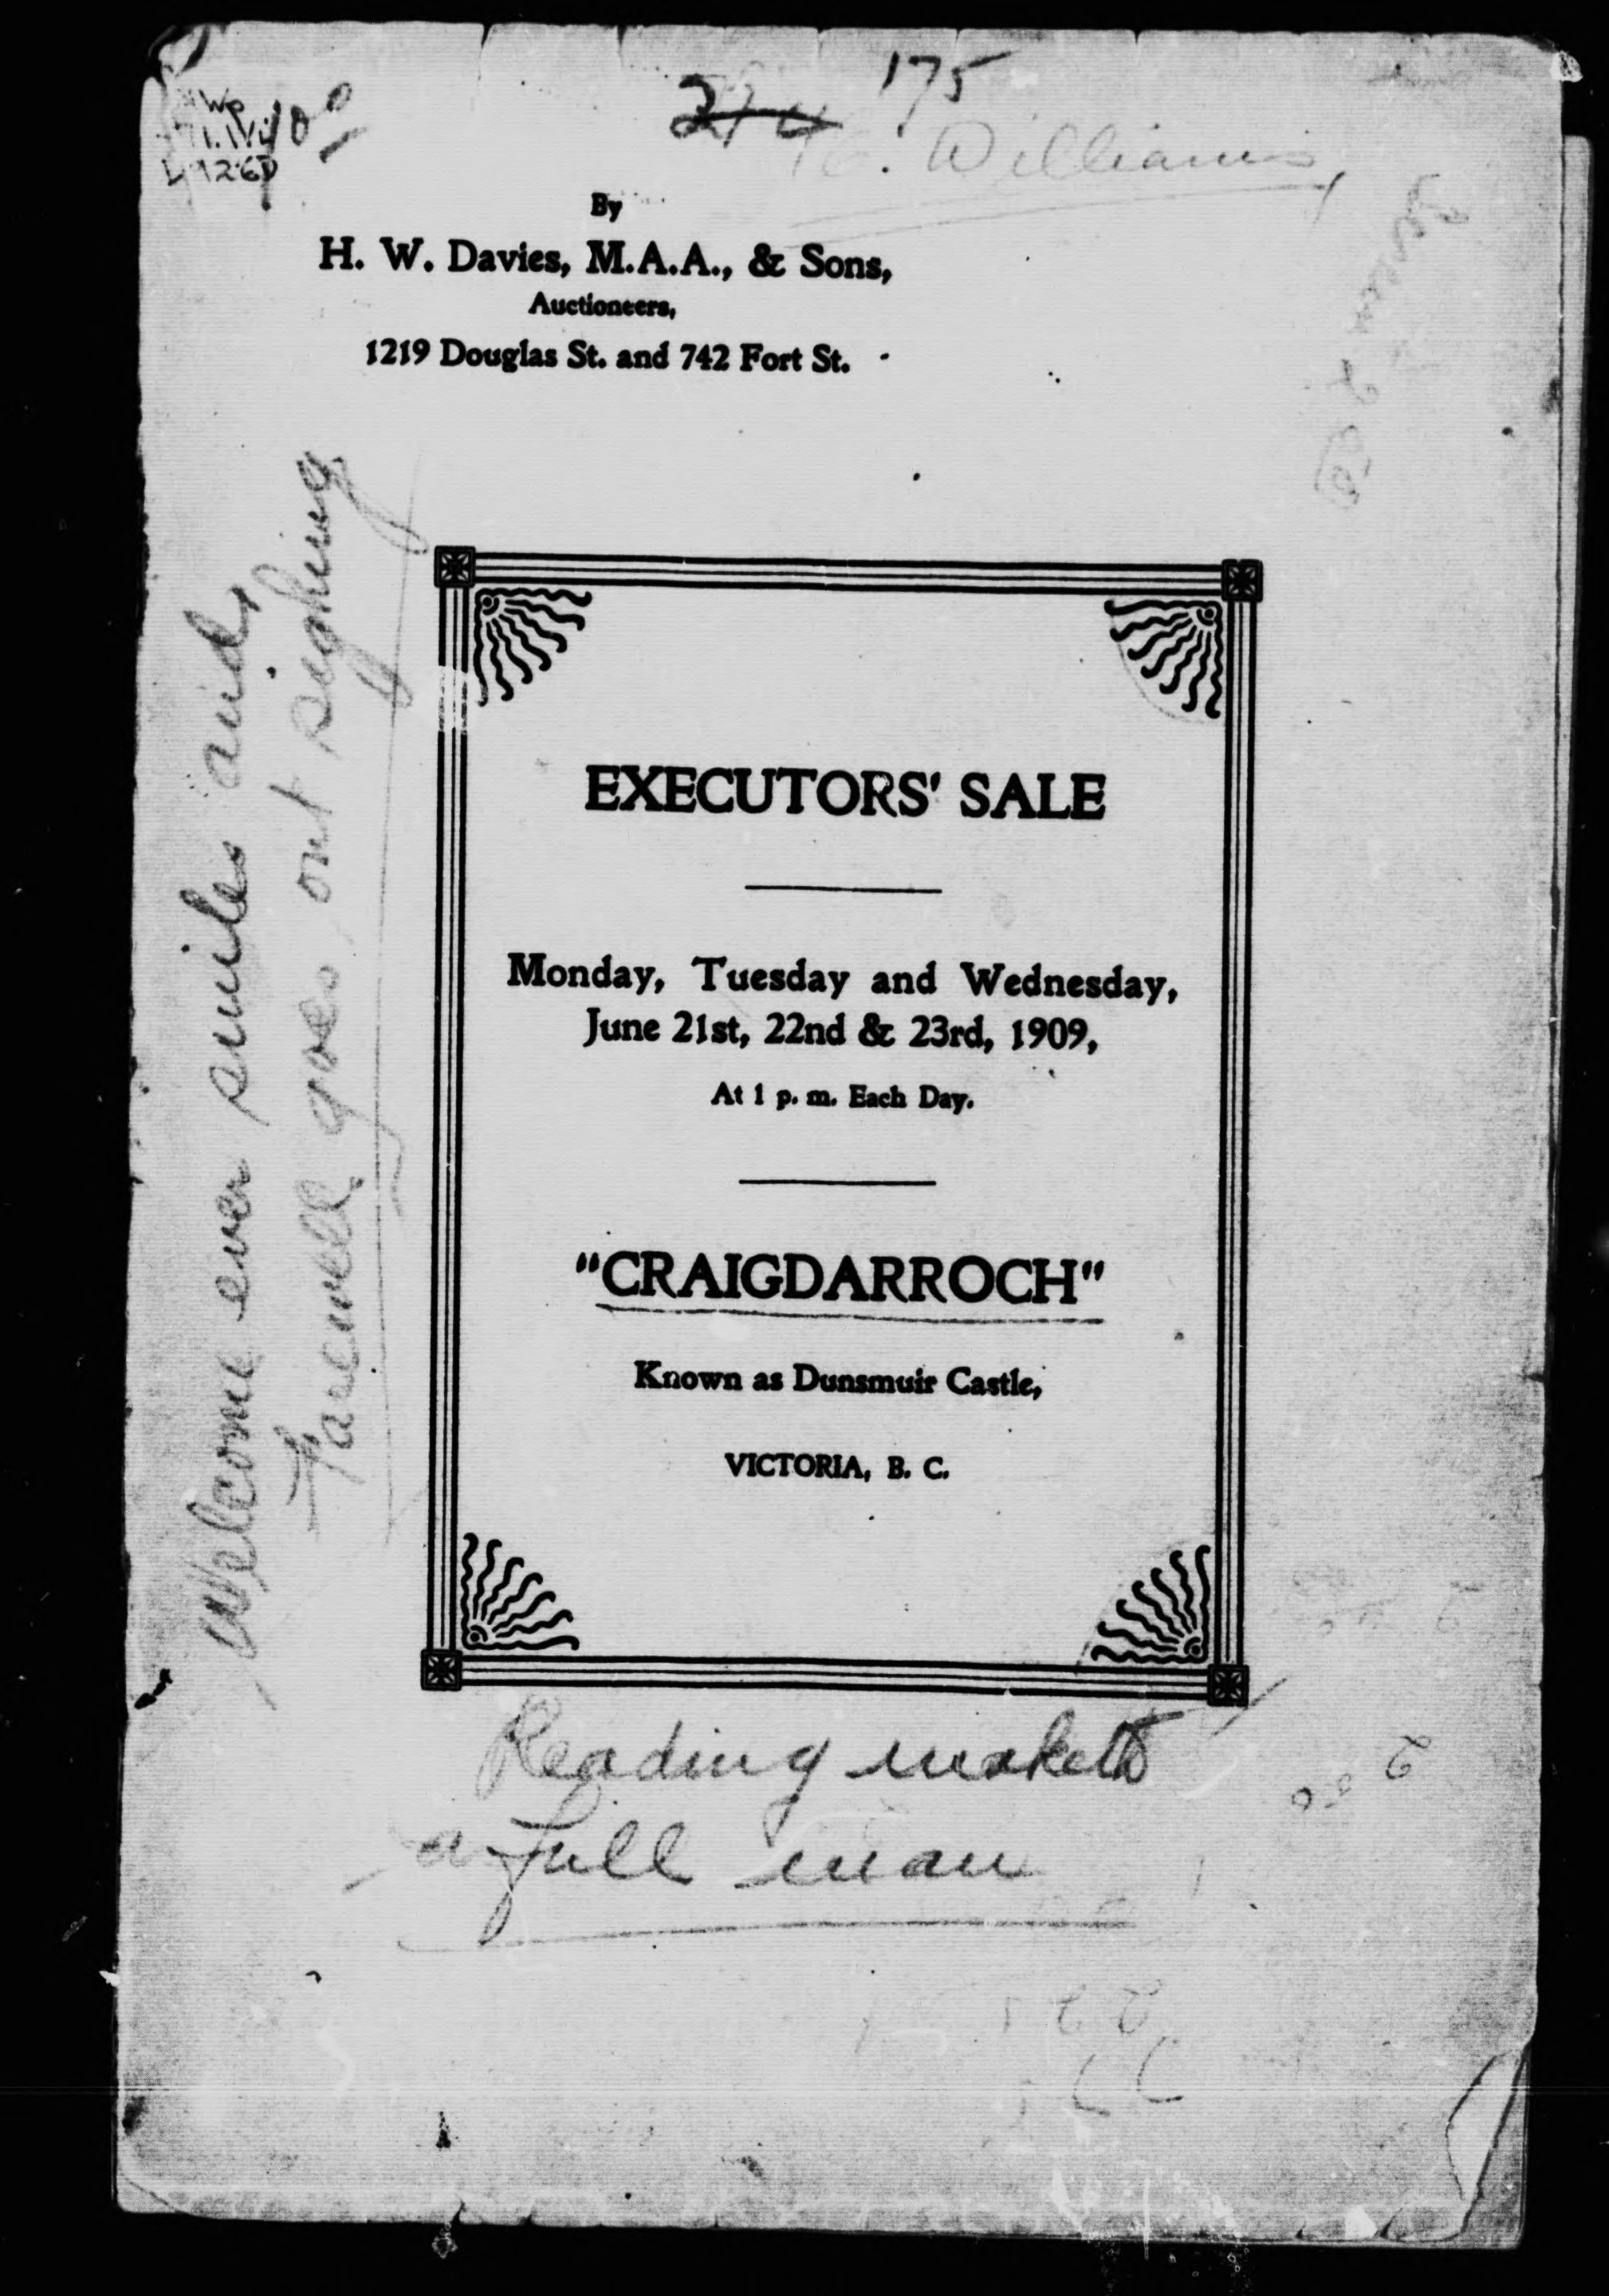 175
Williams,
By
H. W. Davies, M.A.A., & Sons,
Auctioneers,
1219 Douglas St. and 742 Fort St.
Welcome ever smiles and,
Farewell goes out sighing
EXECUTORS' SALE
Monday, Tuesday and Wednesday,
June 21st, 22nd & 23rd, 1909,
At 1 p. m. Each Day.
"CRAIGDARROCH"
Known as Dunsmuir Castle,
VICTORIA, B. C.
Reading maketh
a full man